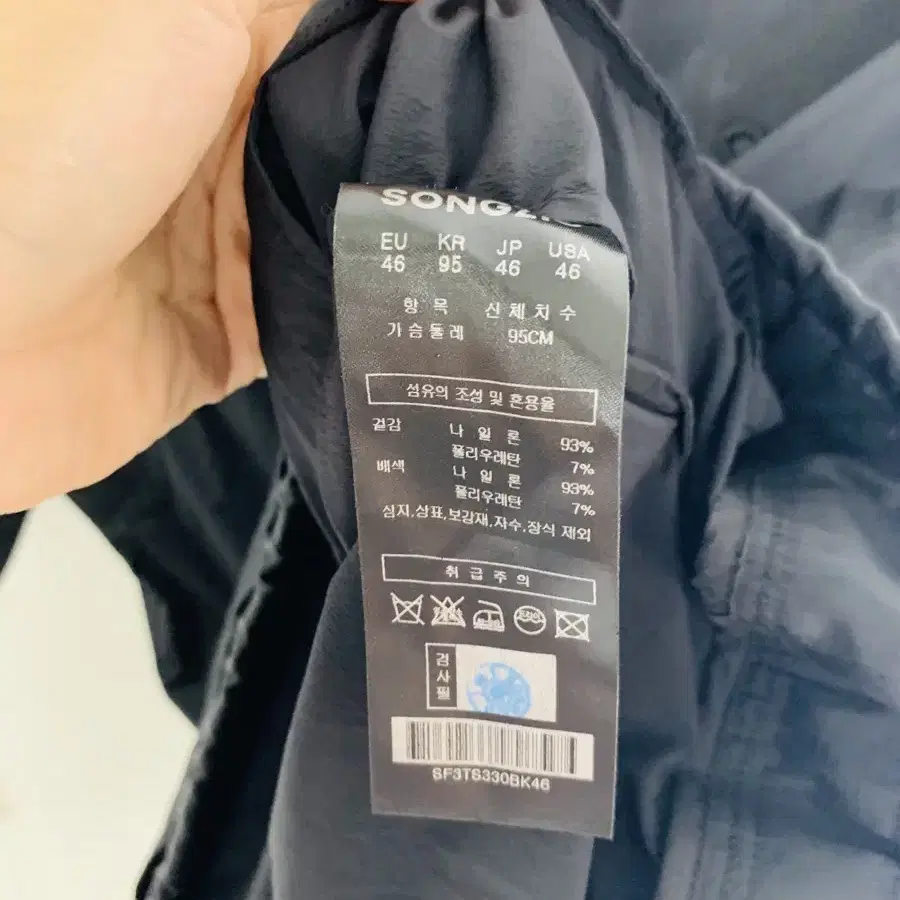 EU KR JP USA
46 95 46 46
항 목 신 체 치 수
가 슴 둘 레 95CM
섬유의 조성 및 혼용율
겉감 나 일 론 93%
폴리우레탄 7%
배색 나 일 론 93%
폴리우레탄 7%
심지,상표,보강재,자수,장식 제외
취 급 주 의
검사필
SF3TS330BK46